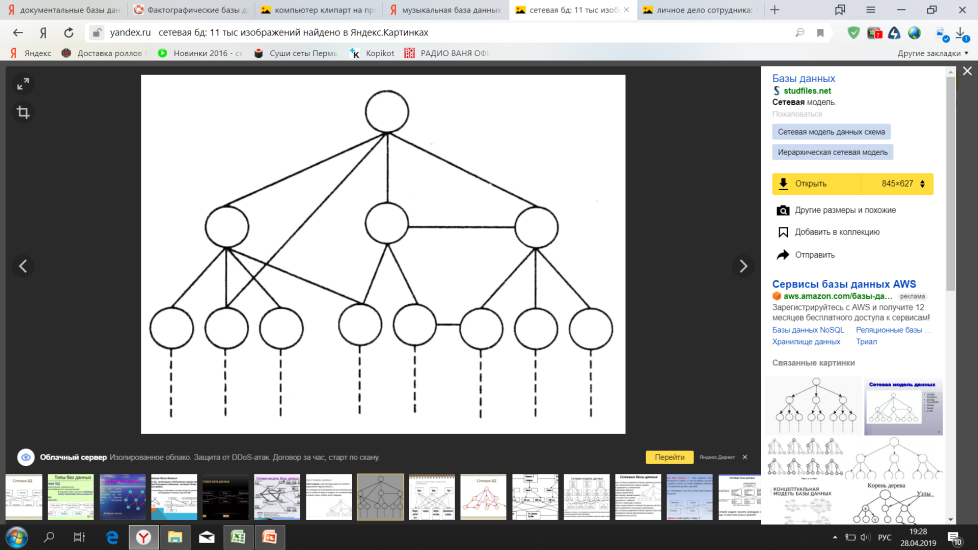 документальные базы дан
Фактографические базы д
компьютер клипарт на пр
музыкальная база данных
сетевая бд: 11 тыс изоб
личное дело сотрудника:
yandex.ru сетевая бд: 11 тыс изображений найдено в Яндекс.Картинках
Яндекс
Доставка роллов
Новинки 2016 - с
Суши сеты Перм
Kopikot
РАДИО ВАНЯ ОФ
Другие закладки
Базы данных
studfiles.net
Сетевая модель.
Пожаловаться
Сетевая модель данных схема
Иерархическая сетевая модель
Открыть 845×627
Другие размеры и похожие
Добавить в коллекцию
Отправить
Сервисы базы данных AWS
aws.amazon.com/базы-да... реклама
Зарегистрируйтесь с AWS и получите 12
месяцев бесплатного доступа к сервисам!
Базы данных NoSQL Реляционные базы ...
Хранилище данных Триал
Связанные картинки
Сетевая модель данных
КОНЦЕПТУАЛЬНАЯ
МОДЕЛЬ БАЗЫ ДАННЫХ
Корень дерева
Узлы
Облачный сервер Изолированное облако. Защита от DDoS-атак. Договор за час, старт по скану.
Перейти
Яндекс.Директ
РУС
19:28
28.04.2019